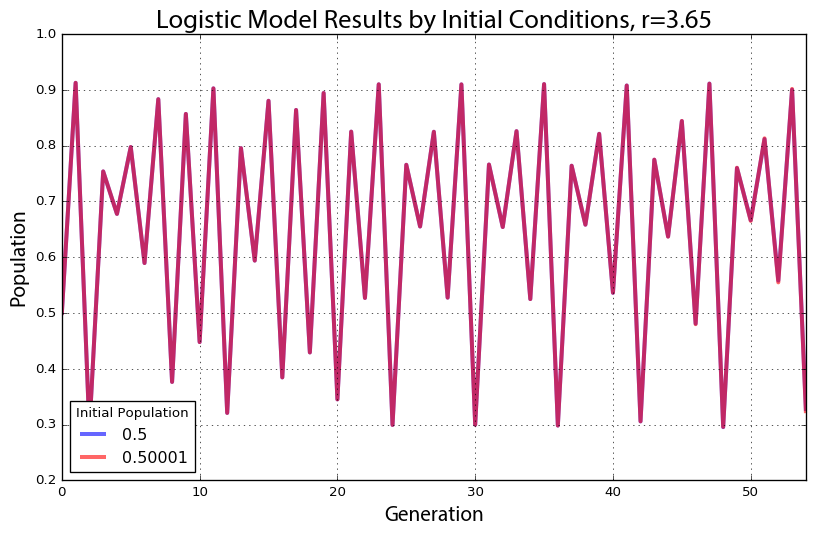 Logistic Model Results by Initial Conditions, r=3.65
Population
1.0
0.9
0.8
0.7
0.6
0.5
0.4
0.3
0.2
Initial Population
0.5
0.50001
0 10 20 30 40 50
Generation